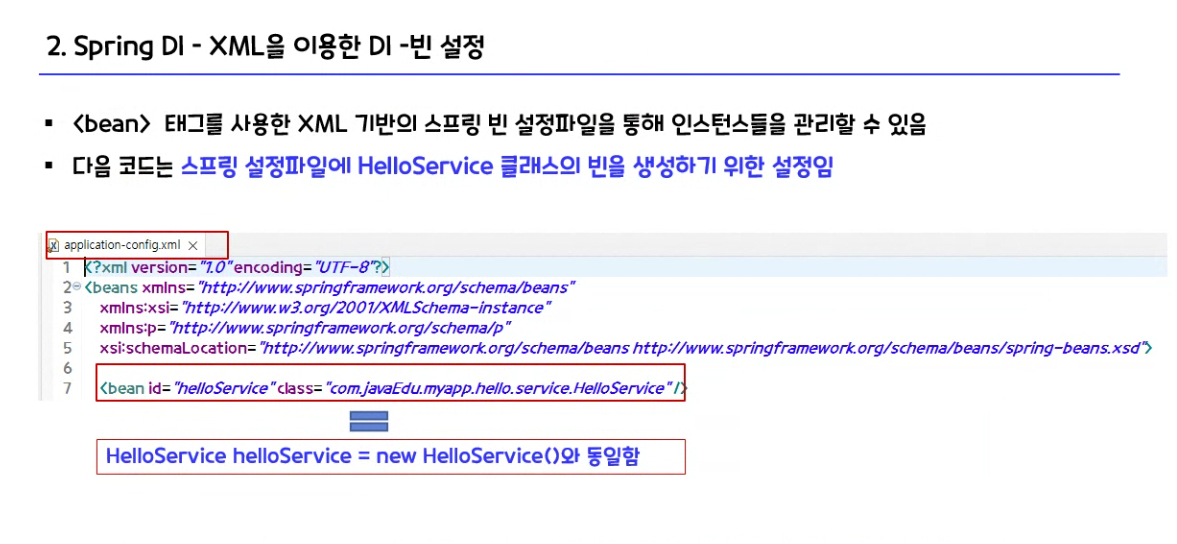 2. Spring DI - XML을 이용한 DI -빈 설정
▪ <bean> 태그를 사용한 XML 기반의 스프링 빈 설정파일을 통해 인스턴스들을 관리할 수 있음
▪ 다음 코드는 스프링 설정파일에 HelloService 클래스의 빈을 생성하기 위한 설정임
application-config.xml
1 <?xml version="1.0" encoding="UTF-8"?>
2 <beans xmlns="http://www.springframework.org/schema/beans"
3 xmlns:xsi="http://www.w3.org/2001/XMLSchema-instance"
4 xmlns:p="http://www.springframework.org/schema/p"
5 xsi:schemaLocation="http://www.springframework.org/schema/beans http://www.springframework.org/schema/beans/spring-beans.xsd">
6
7 <bean id="helloService" class="com.javaEdu.myapp.hello.service.HelloService" />
HelloService helloService = new HelloService()와 동일함